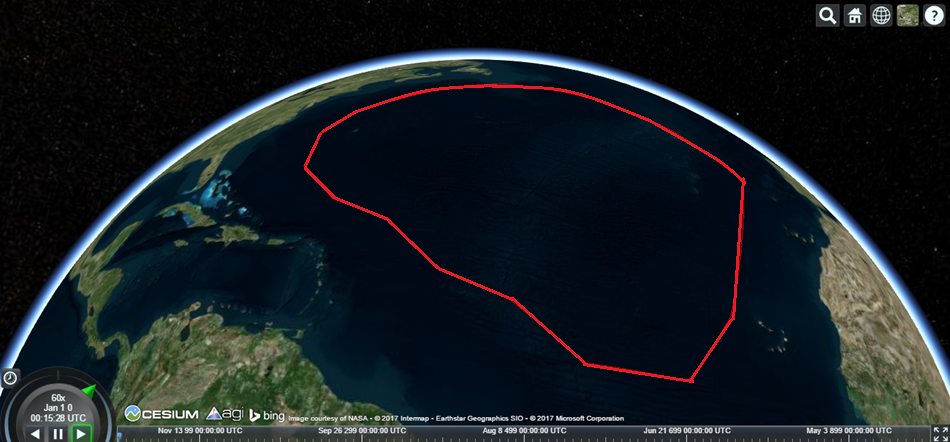 ?
60x
Jan 1 0
00:15:28 UTC
CESIUM AGI bing Image courtesy of NASA • © 2017 Intermap • Earthstar Geographics SIO • © 2017 Microsoft Corporation
Nov 13 99 00:00:00 UTC Sep 26 299 00:00:00 UTC Aug 8 499 00:00:00 UTC Jun 21 699 00:00:00 UTC May 3 899 00:00:00 UTC